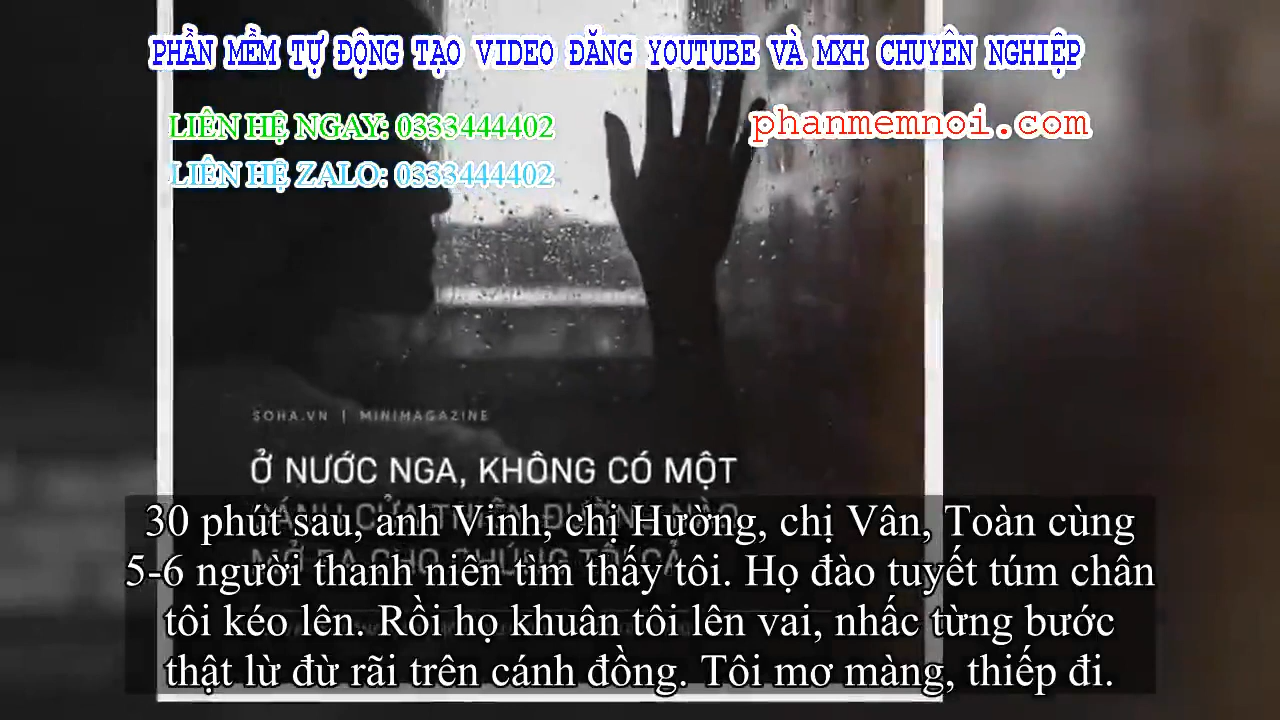 PHẦN MỀM TỰ ĐỘNG TẠO VIDEO ĐĂNG YOUTUBE VÀ MXH CHUYÊN NGHIỆP
LIÊN HỆ NGAY: 0333444402
phanmemnoi.com
LIÊN HỆ ZALO: 0333444402
SOHA.VN | MINIMAGAZINE
Ở NƯỚC NGA, KHÔNG CÓ MỘT
30 phút sau, anh Vinh, chị Hường, chị Vân, Toàn cùng
5-6 người thanh niên tìm thấy tôi. Họ đào tuyết túm chân
tôi kéo lên. Rồi họ khuân tôi lên vai, nhấc từng bước
thật lừ đừ rãi trên cánh đồng. Tôi mơ màng, thiếp đi.